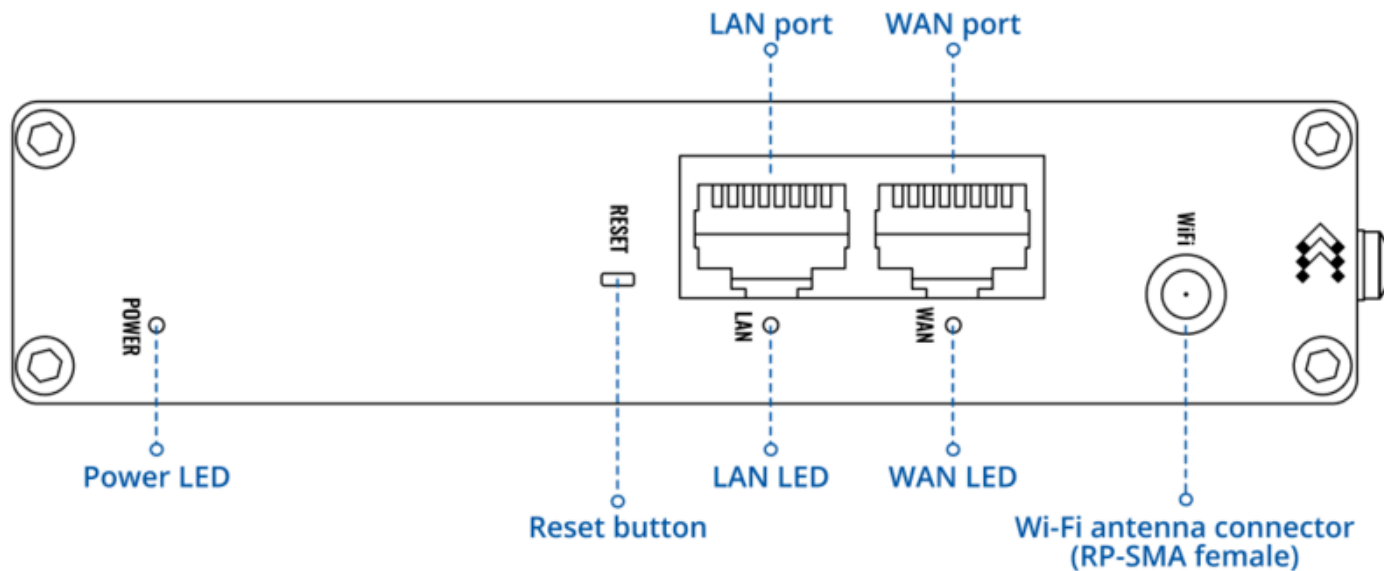 LAN port
WAN port
RESET
WiFi
POWER
LAN
WAN
Power LED
LAN LED
WAN LED
Reset button
Wi-Fi antenna connector
(RP-SMA female)